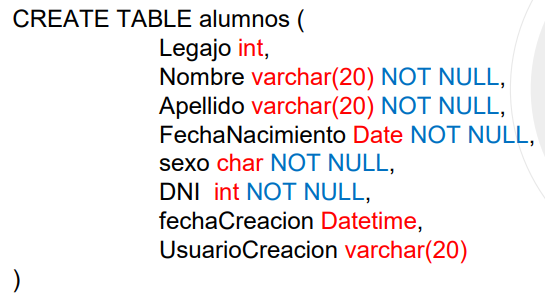 CREATE TABLE alumnos (
Legajo int,
Nombre varchar(20) NOT NULL,
Apellido varchar(20) NOT NULL,
FechaNacimiento Date NOT NULL,
sexo char NOT NULL,
DNI  int NOT NULL,
fechaCreacion Datetime,
UsuarioCreacion varchar(20)
)